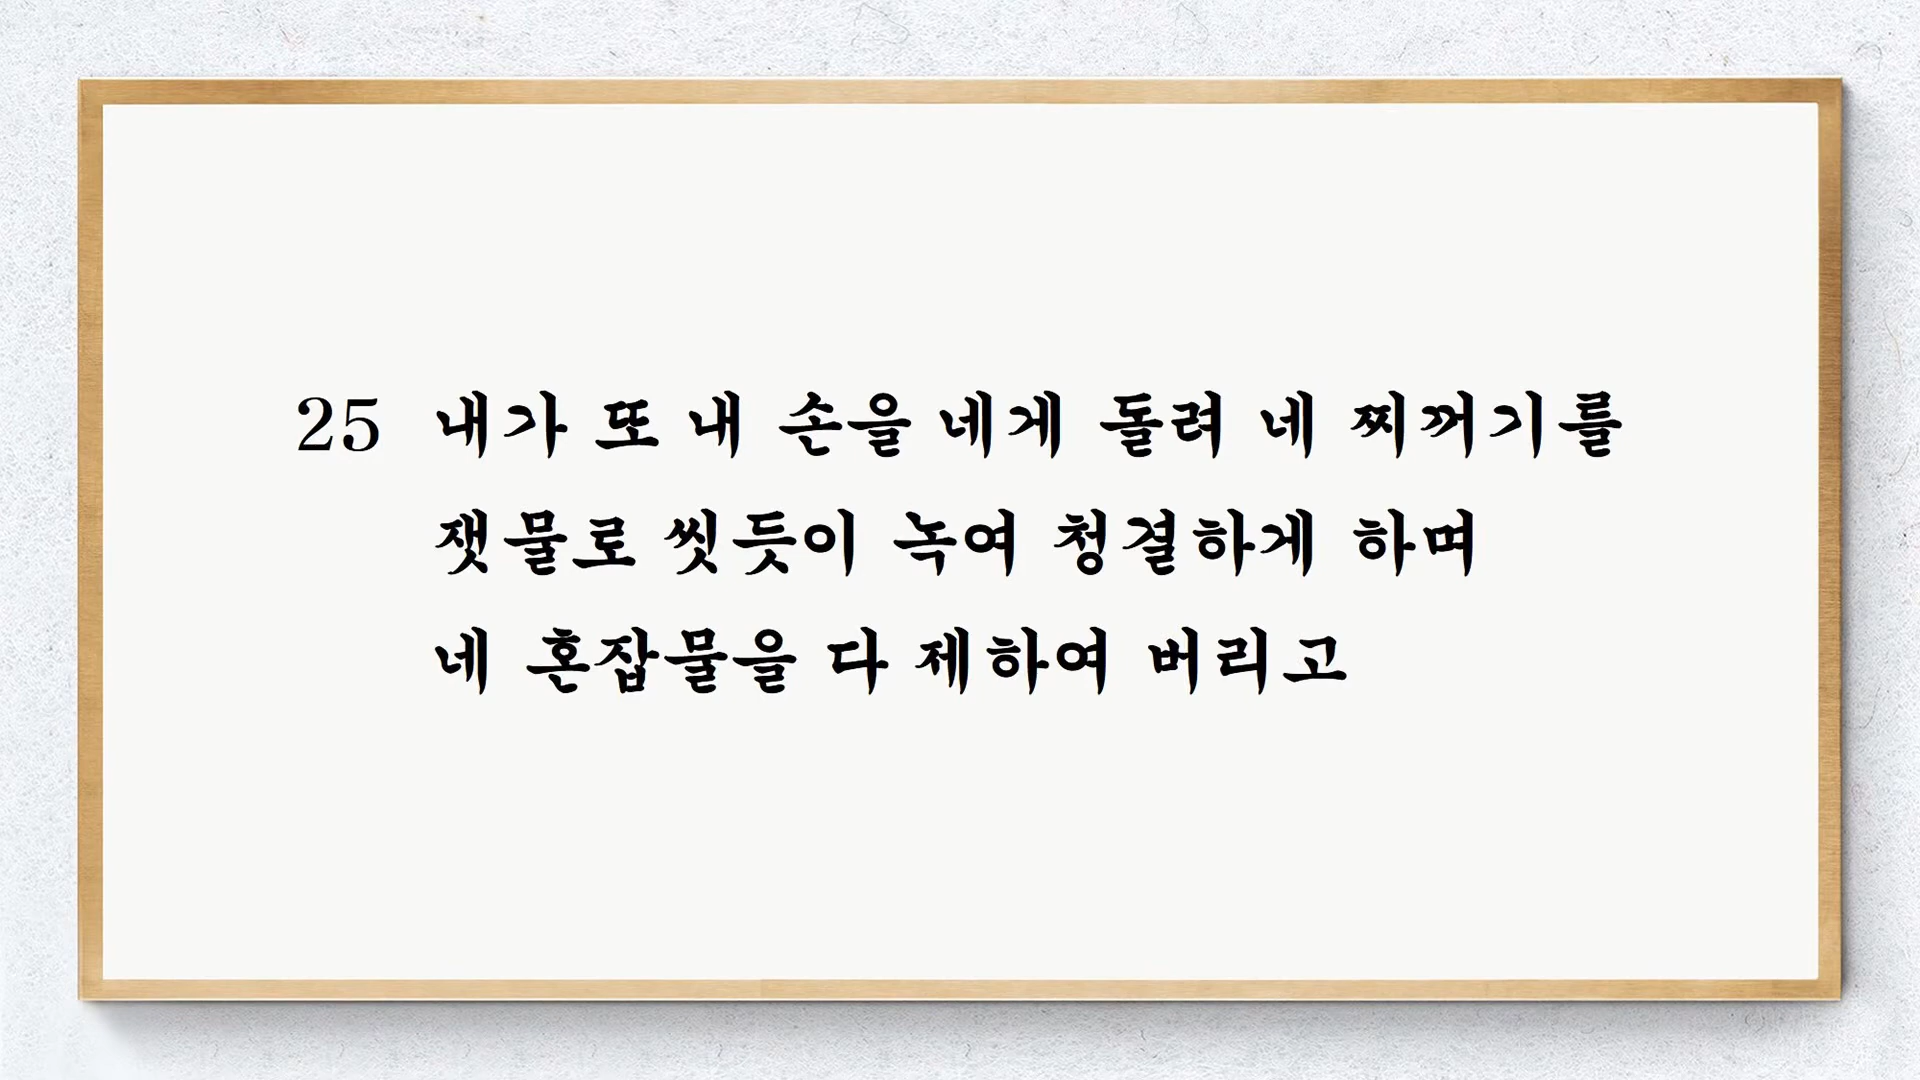 25 내가 또 내 손을 네게 돌려 네 찌꺼기를
잿물로 씻듯이 녹여 청결하게 하며
네 혼잡물을 다 제하여 버리고